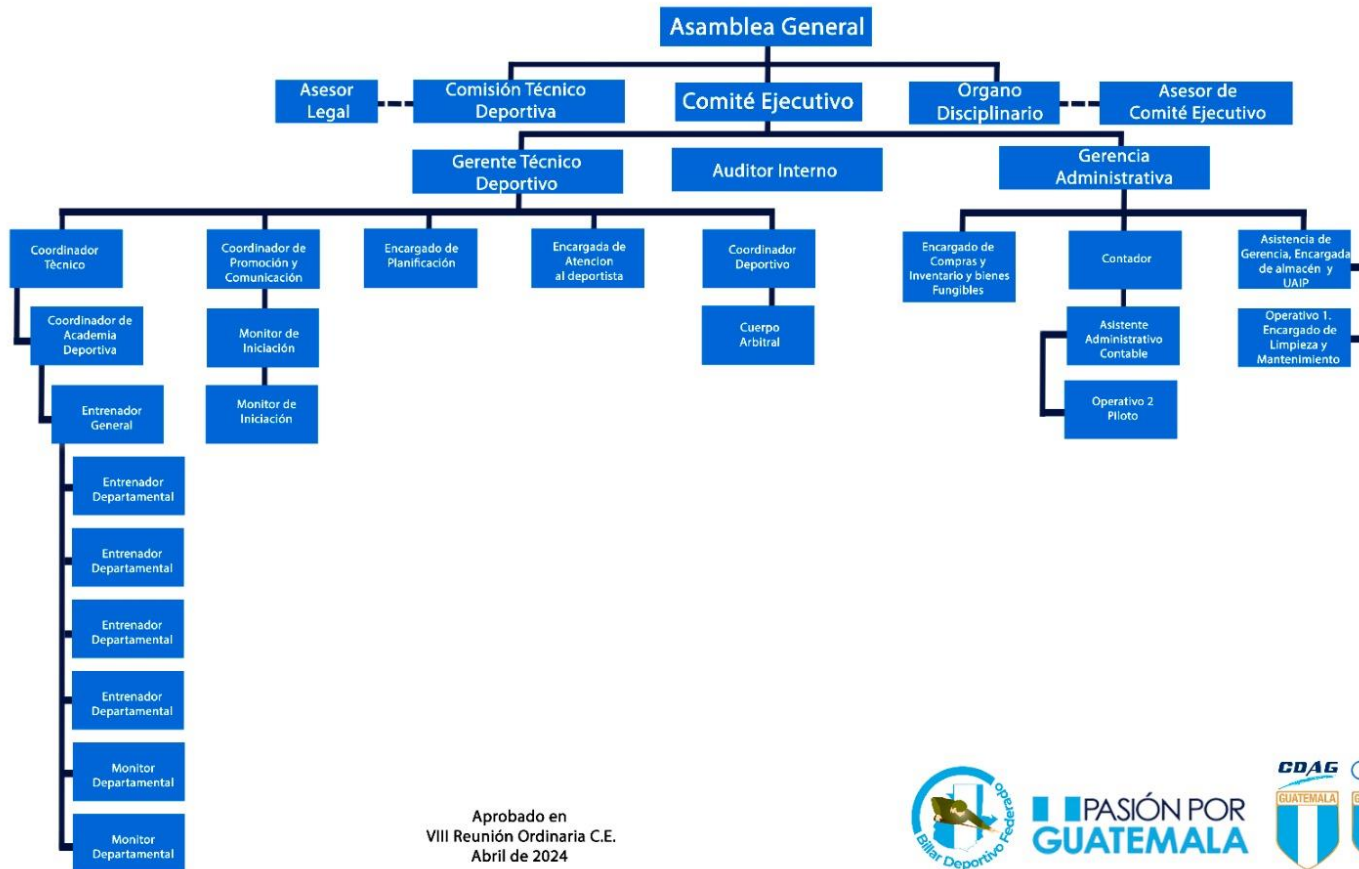 Asamblea General
Asesor
Legal
Comisión Técnico
Deportiva
Comité Ejecutivo
Organo
Disciplinario
Asesor de
Comité Ejecutivo
Gerente Técnico
Deportivo
Auditor Interno
Gerencia
Administrativa
Coordinador
Tècnico
Coordinador de
Promoción y
Comunicación
Encargado de
Planificación
Encargada de
Atencion
al deportista
Coordinador
Deportivo
Encargado de
Compras y
Inventario y bienes
Fungibles
Contador
Asistencia de
Gerencia, Encargada
de almacén y
UAIP
Coordinador de
Academia
Deportiva
Monitor de
Iniciación
Cuerpo
Arbitral
Asistente
Administrativo
Contable
Operativo 1.
Encargado de
Limpieza y
Mantenimiento
Entrenador
General
Monitor de
Iniciación
Operativo 2
Piloto
Entrenador
Departamental
Entrenador
Departamental
Entrenador
Departamental
Entrenador
Departamental
Monitor
Departamental
Monitor
Departamental
Aprobado en
VIII Reunión Ordinaria C.E.
Abril de 2024
Billar Deportivo Federado
PASIÓN POR
GUATEMALA
CDAG
GUATEMALA